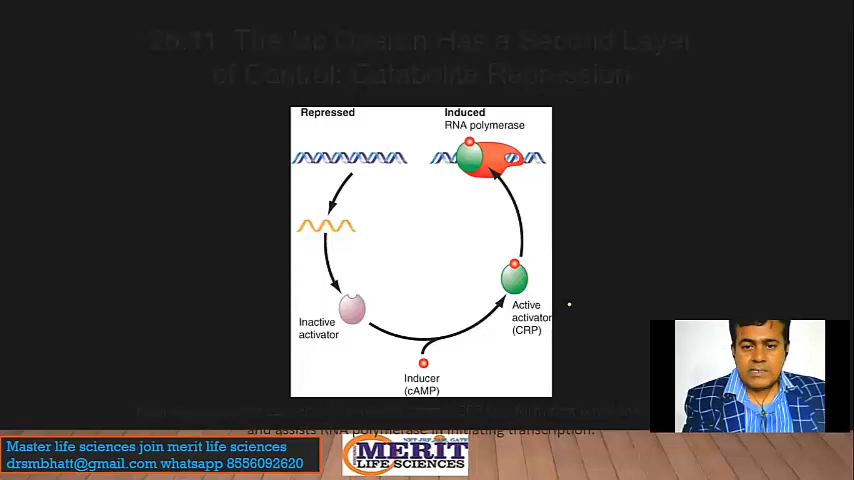 26.11 The lac Operon Has a Second Layer
of Control: Catabolite Repression
Repressed
Induced
RNA polymerase
Inactive
activator
Active
activator
(CRP)
Inducer
(cAMP)
and assists RNA polymerase in initiating transcription.
Master life sciences join merit life sciences
drsmbhatt@gmail.com whatsapp 8556092620
MERIT
LIFE SCIENCES